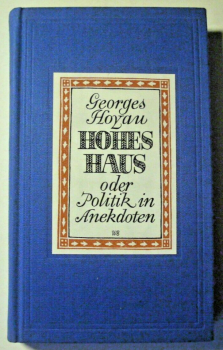 Georges
Hoyau
HOHES
HAUS
oder
Politik in
Anekdoten